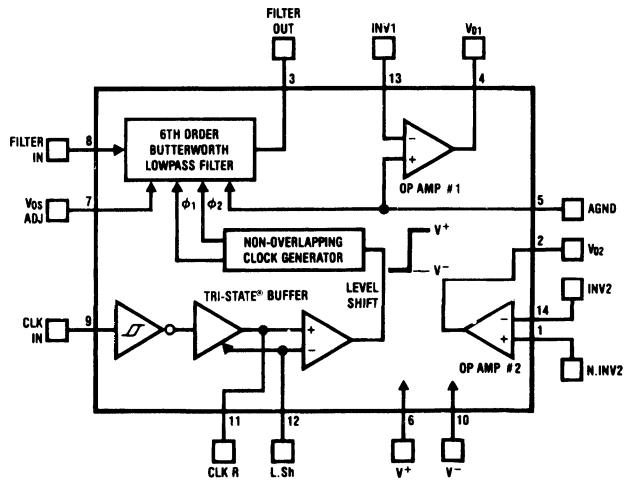 FILTER
OUT
INV1
VO1
3
13
4
FILTER
IN
8
6TH ORDER
BUTTERWORTH
LOWPASS FILTER
−
+
OP AMP #1
VOS
ADJ
7
ϕ1
ϕ2
5
AGND
NON-OVERLAPPING
CLOCK GENERATOR
V+
V−
LEVEL
SHIFT
2
VO2
INV2
TRI-STATE® BUFFER
CLK
IN
9
+
−
14
−
1
+
OP AMP #2
N.INV2
11
12
6
10
CLK R
L.Sh
V+
V−